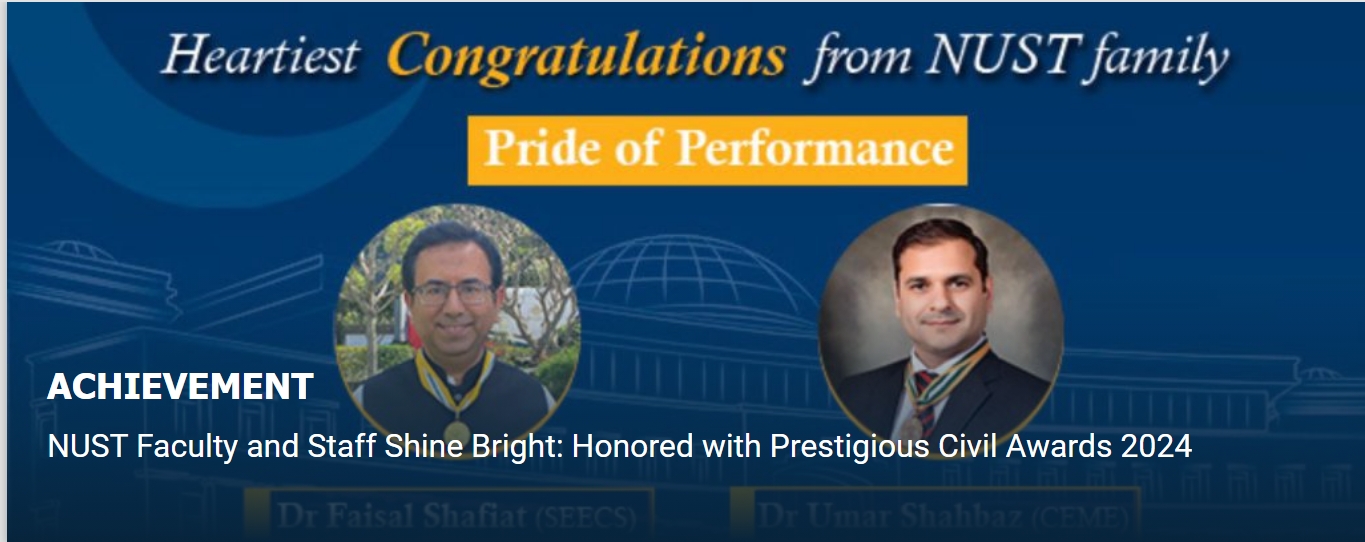 Heartiest Congratulations from NUST family
Pride of Performance
ACHIEVEMENT
NUST Faculty and Staff Shine Bright: Honored with Prestigious Civil Awards 2024
Dr Faisal Shafiat (SEECS)
Dr Umar Shahbaz (CEME)